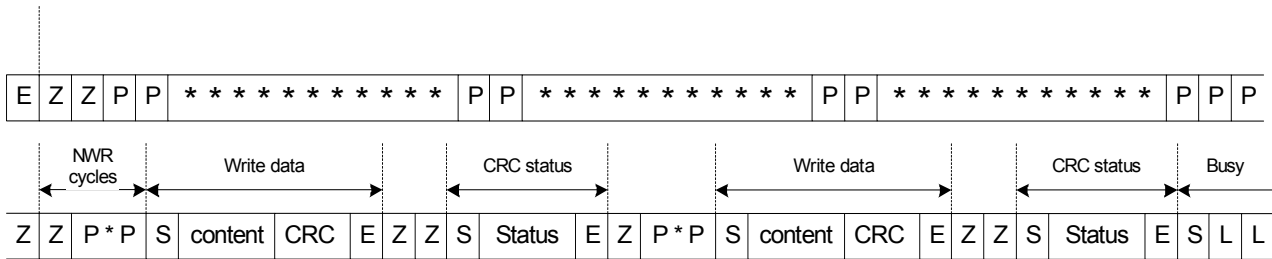 E Z Z P P * * * * * * * * * * * P P * * * * * * * * * * * P P * * * * * * * * * * * P P P
NWR cycles Write data CRC status Write data CRC status Busy
Z Z P * P S content CRC E Z Z S Status E Z P * P S content CRC E Z Z S Status E S L L